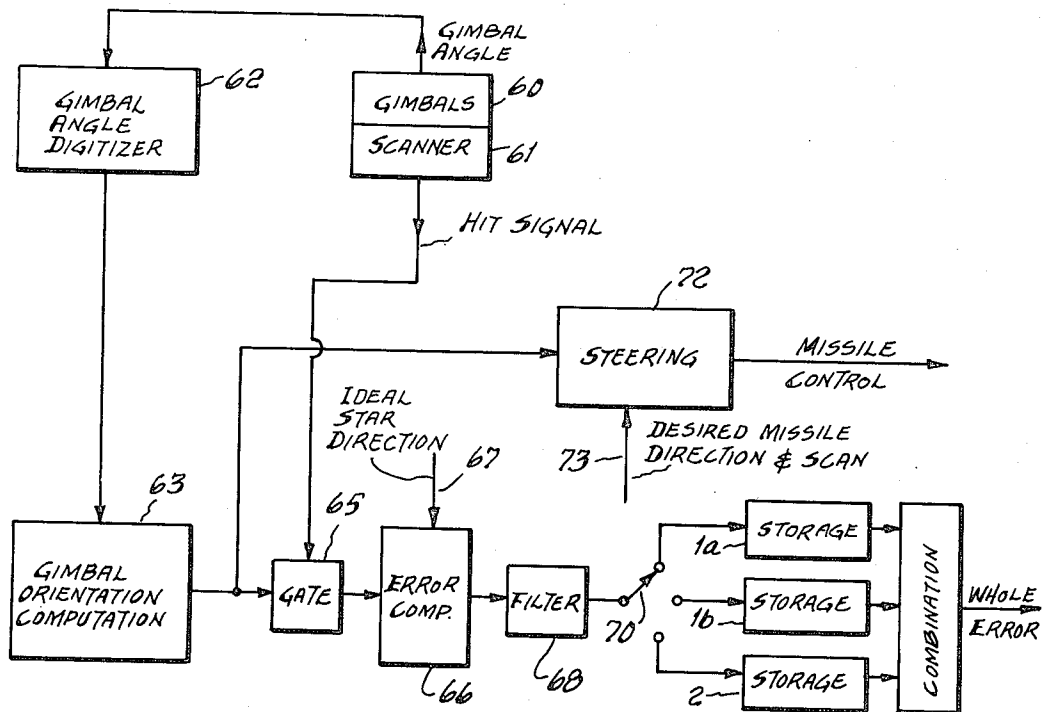 GIMBAL
ANGLE
62
GIMBAL
ANGLE
DIGITIZER
GIMBALS
60
SCANNER
61
HIT SIGNAL
72
STEERING
MISSILE
CONTROL
IDEAL
STAR
DIRECTION
67
73
DESIRED MISSILE
DIRECTION & SCAN
63
GIMBAL
ORIENTATION
COMPUTATION
65
GATE
ERROR
COMP.
66
FILTER
68
70
1a
STORAGE
1b
STORAGE
2
STORAGE
COMBINATION
WHOLE
ERROR